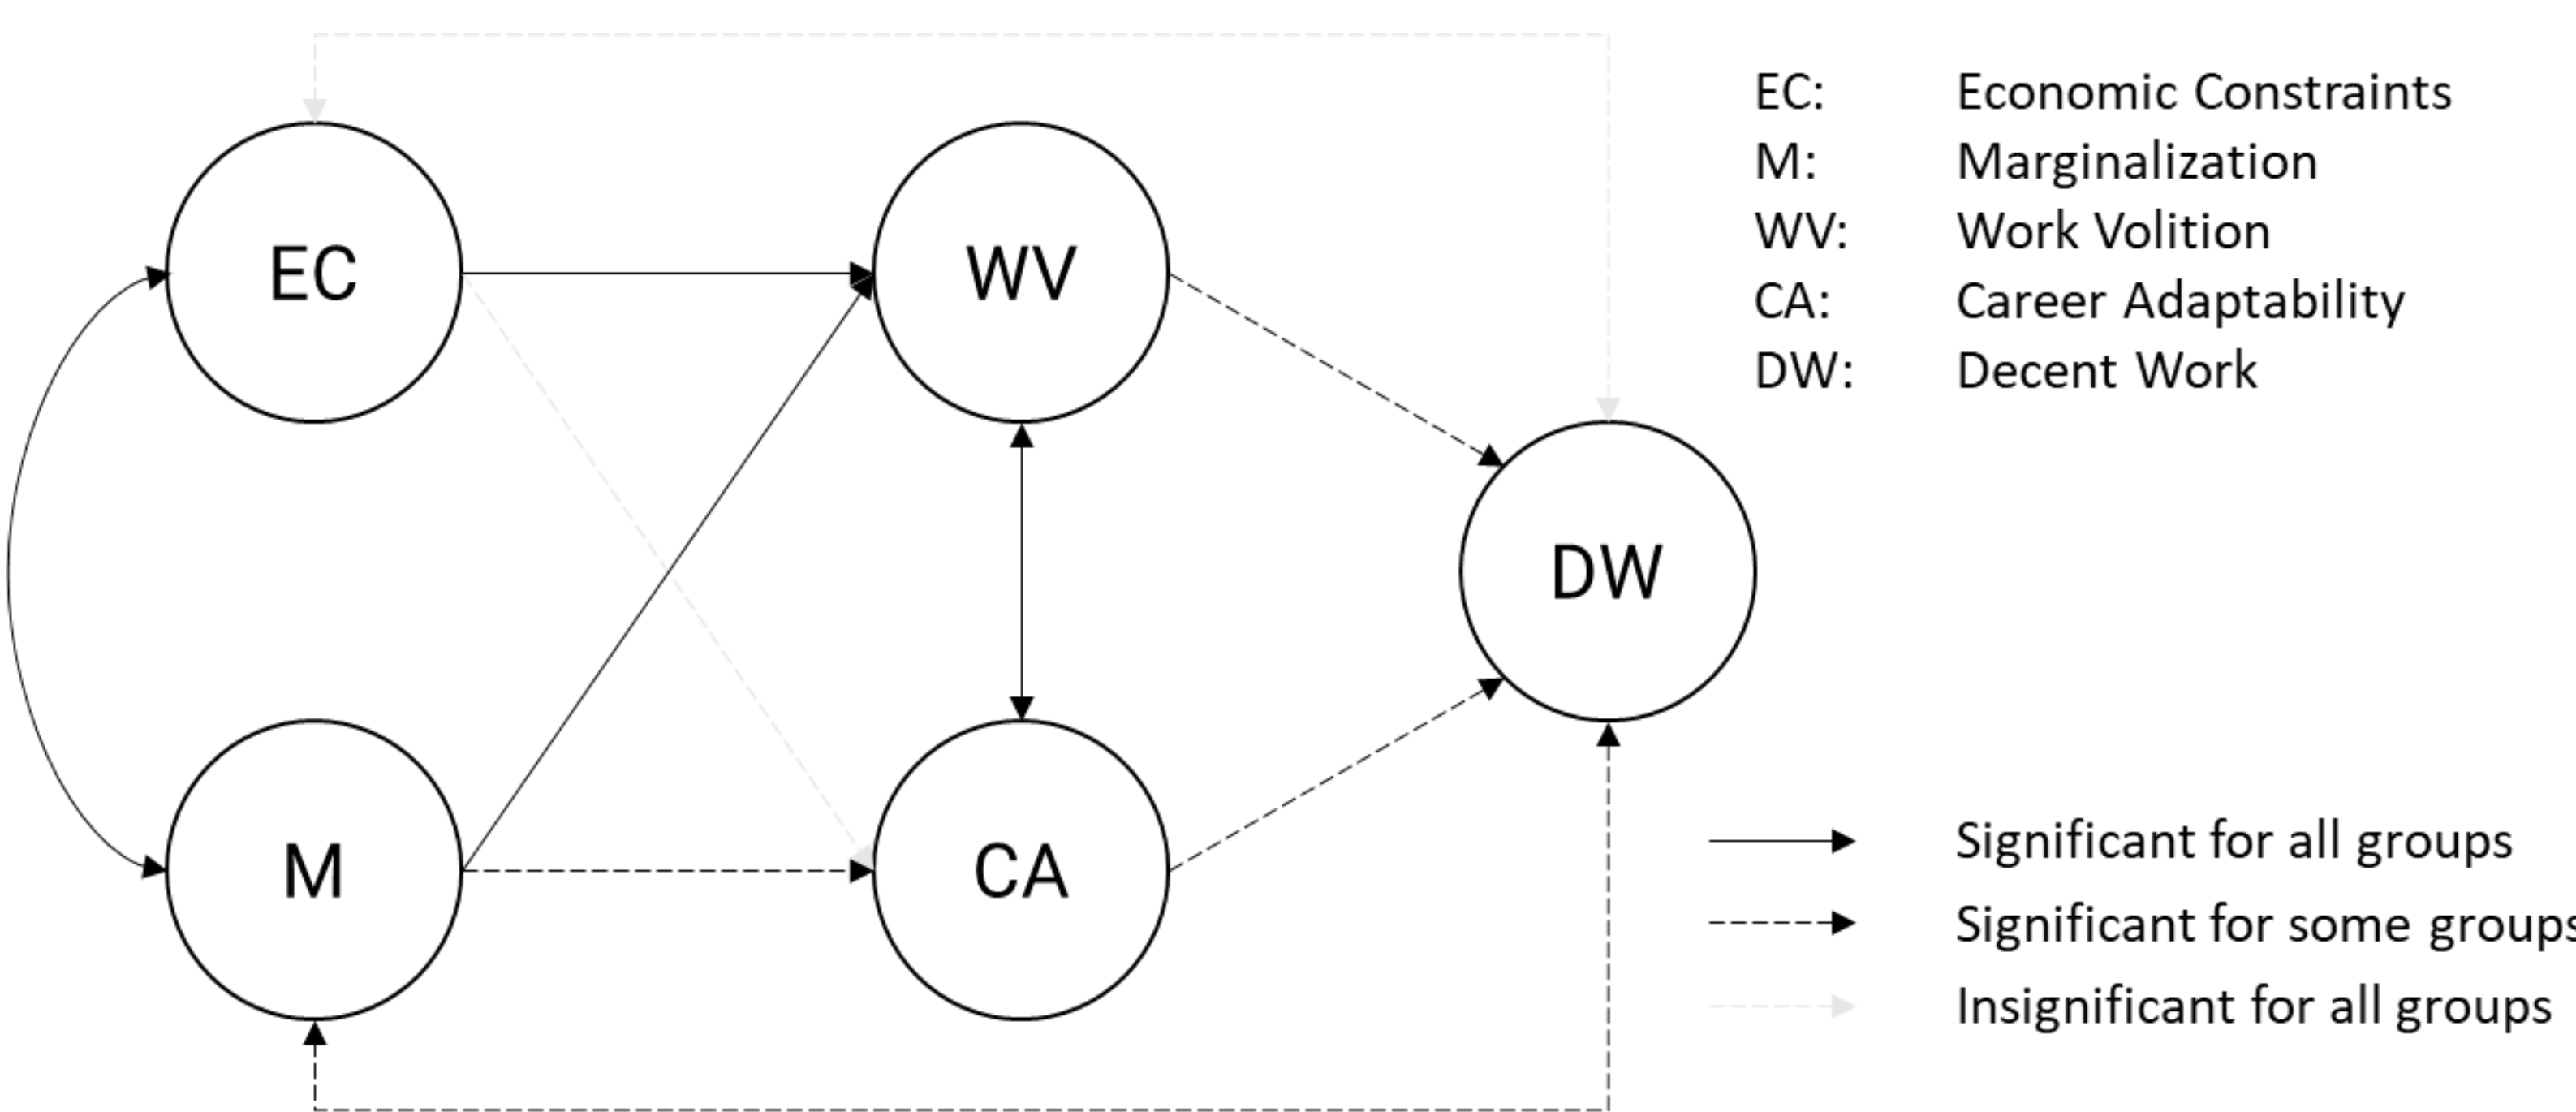 EC: Economic Constraints
M: Marginalization
WV: Work Volition
CA: Career Adaptability
DW: Decent Work
EC
WV
DW
M
CA
Significant for all groups
Significant for some groups
Insignificant for all groups